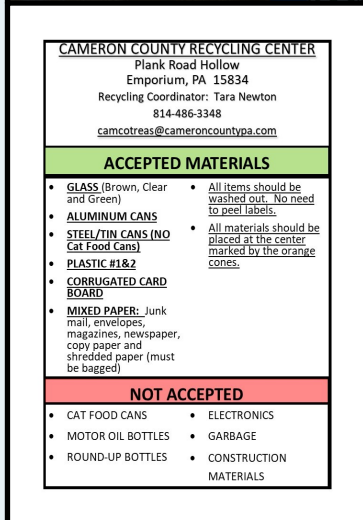 CAMERON COUNTY RECYCLING CENTER
Plank Road Hollow
Emporium, PA  15834
Recycling Coordinator:  Tara Newton
814-486-3348
camcotreas@cameroncountypa.com
ACCEPTED MATERIALS
• GLASS (Brown, Clear
and Green)
• ALUMINUM CANS
• STEEL/TIN CANS (NO
Cat Food Cans)
• PLASTIC #1&2
• CORRUGATED CARD
BOARD
• MIXED PAPER:  Junk
mail, envelopes,
magazines, newspaper,
copy paper and
shredded paper (must
be bagged)
• All items should be
washed out.  No need
to peel labels.
• All materials should be
placed at the center
marked by the orange
cones.
NOT ACCEPTED
• CAT FOOD CANS
• MOTOR OIL BOTTLES
• ROUND-UP BOTTLES
• ELECTRONICS
• GARBAGE
• CONSTRUCTION
MATERIALS